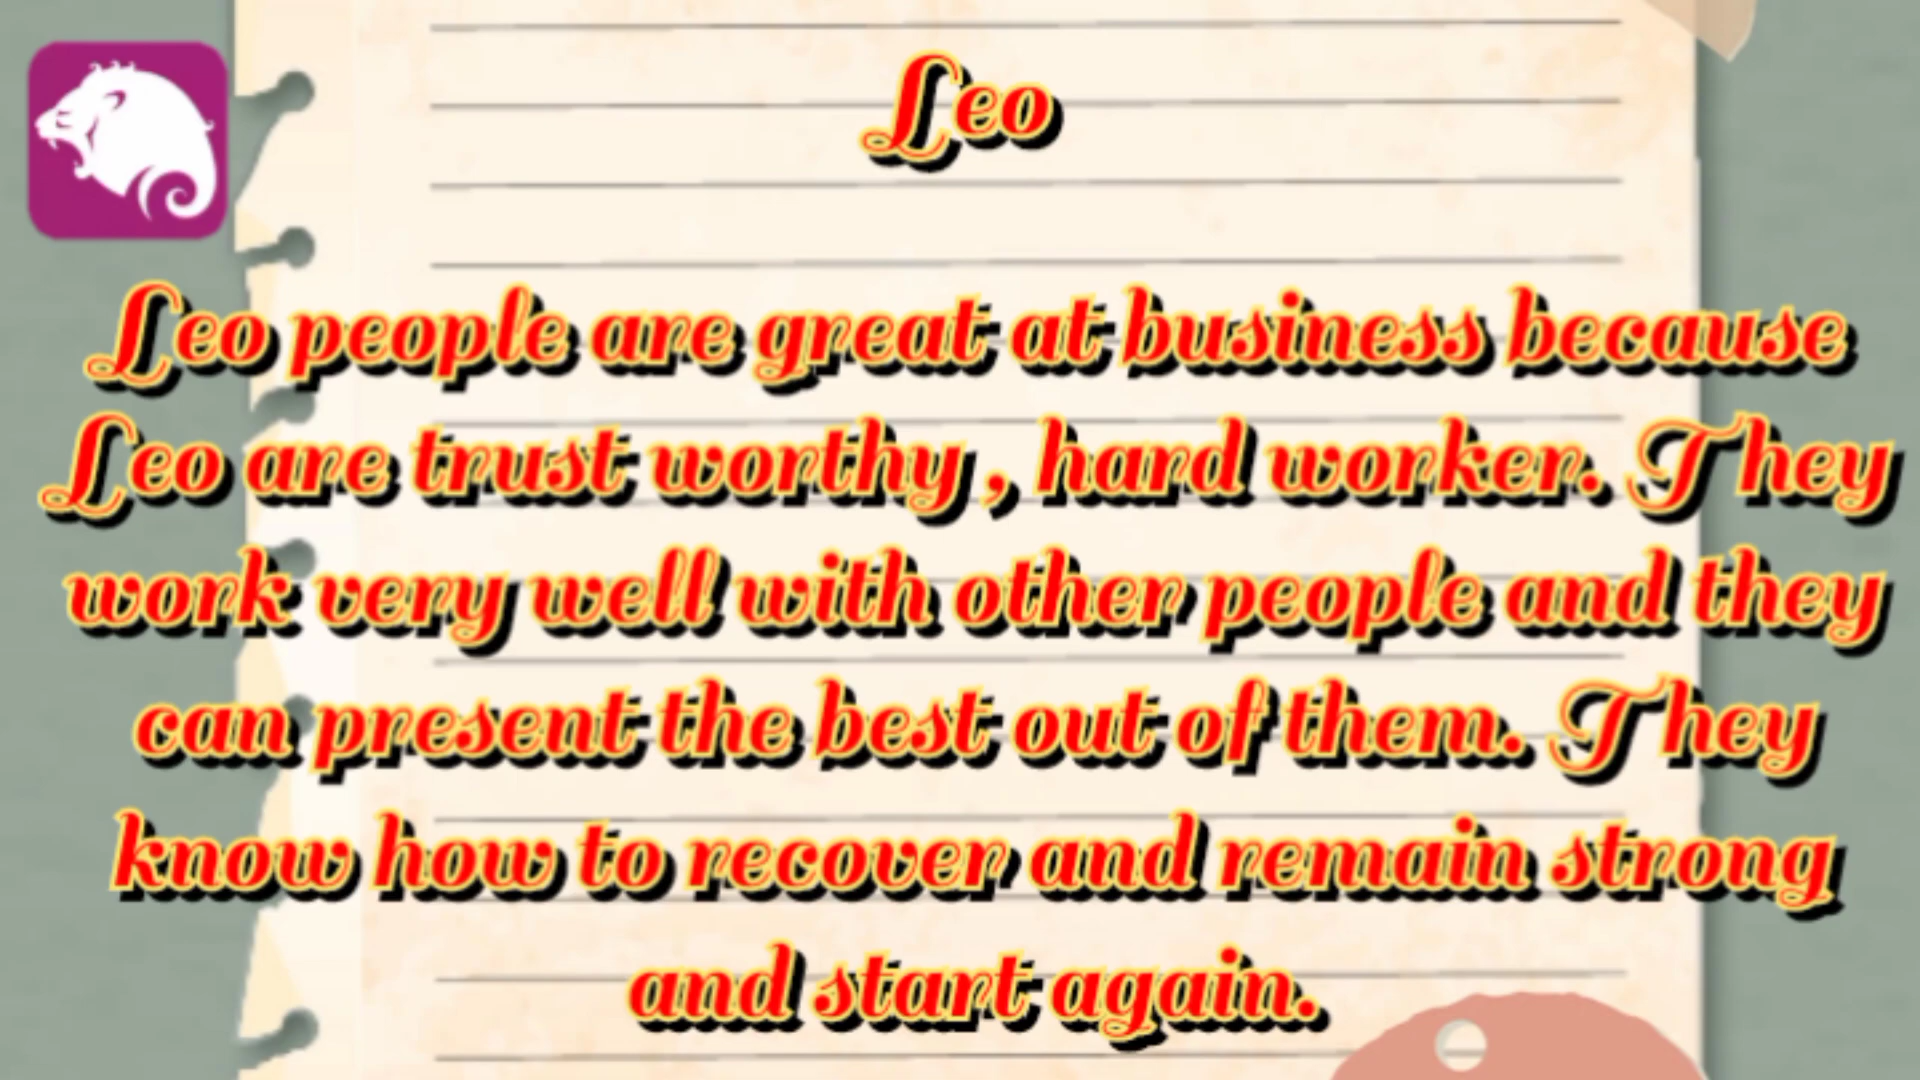 Leo
Leo people are great at business because
Leo are trust worthy , hard worker. They
work very well with other people and they
can present the best out of them. They
know how to recover and remain strong
and start again.